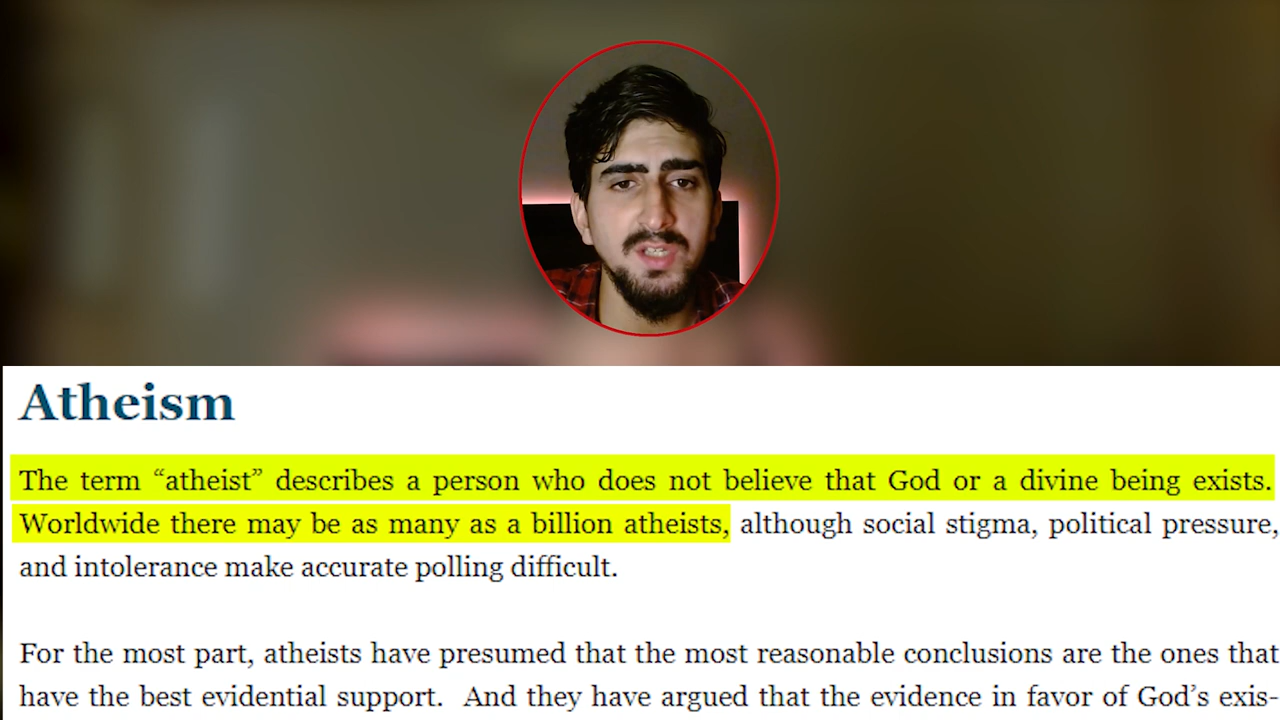 Atheism
The term “atheist” describes a person who does not believe that God or a divine being exists.
Worldwide there may be as many as a billion atheists, although social stigma, political pressure,
and intolerance make accurate polling difficult.
For the most part, atheists have presumed that the most reasonable conclusions are the ones that
have the best evidential support. And they have argued that the evidence in favor of God’s exis-